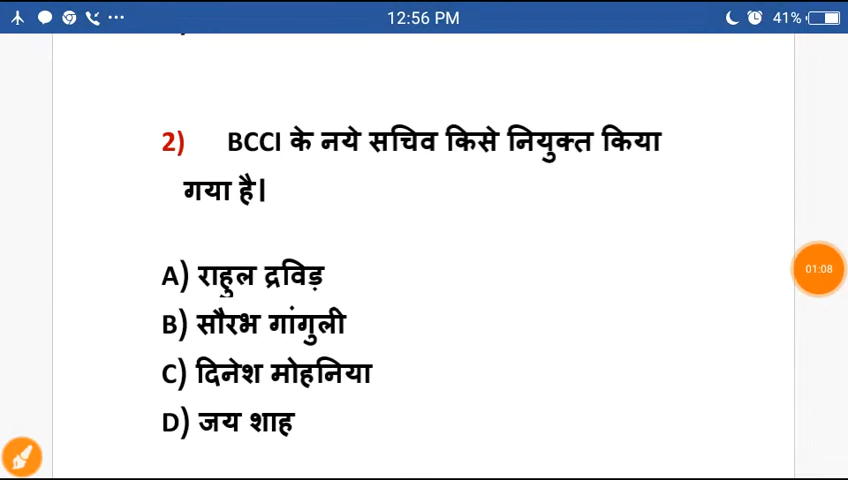 12:56 PM
41%
2) BCCI के नये सचिव किसे नियुक्त किया
गया है।
01:08
A) राहुल द्रविड़
B) सौरभ गांगुली
C) दिनेश मोहनिया
D) जय शाह